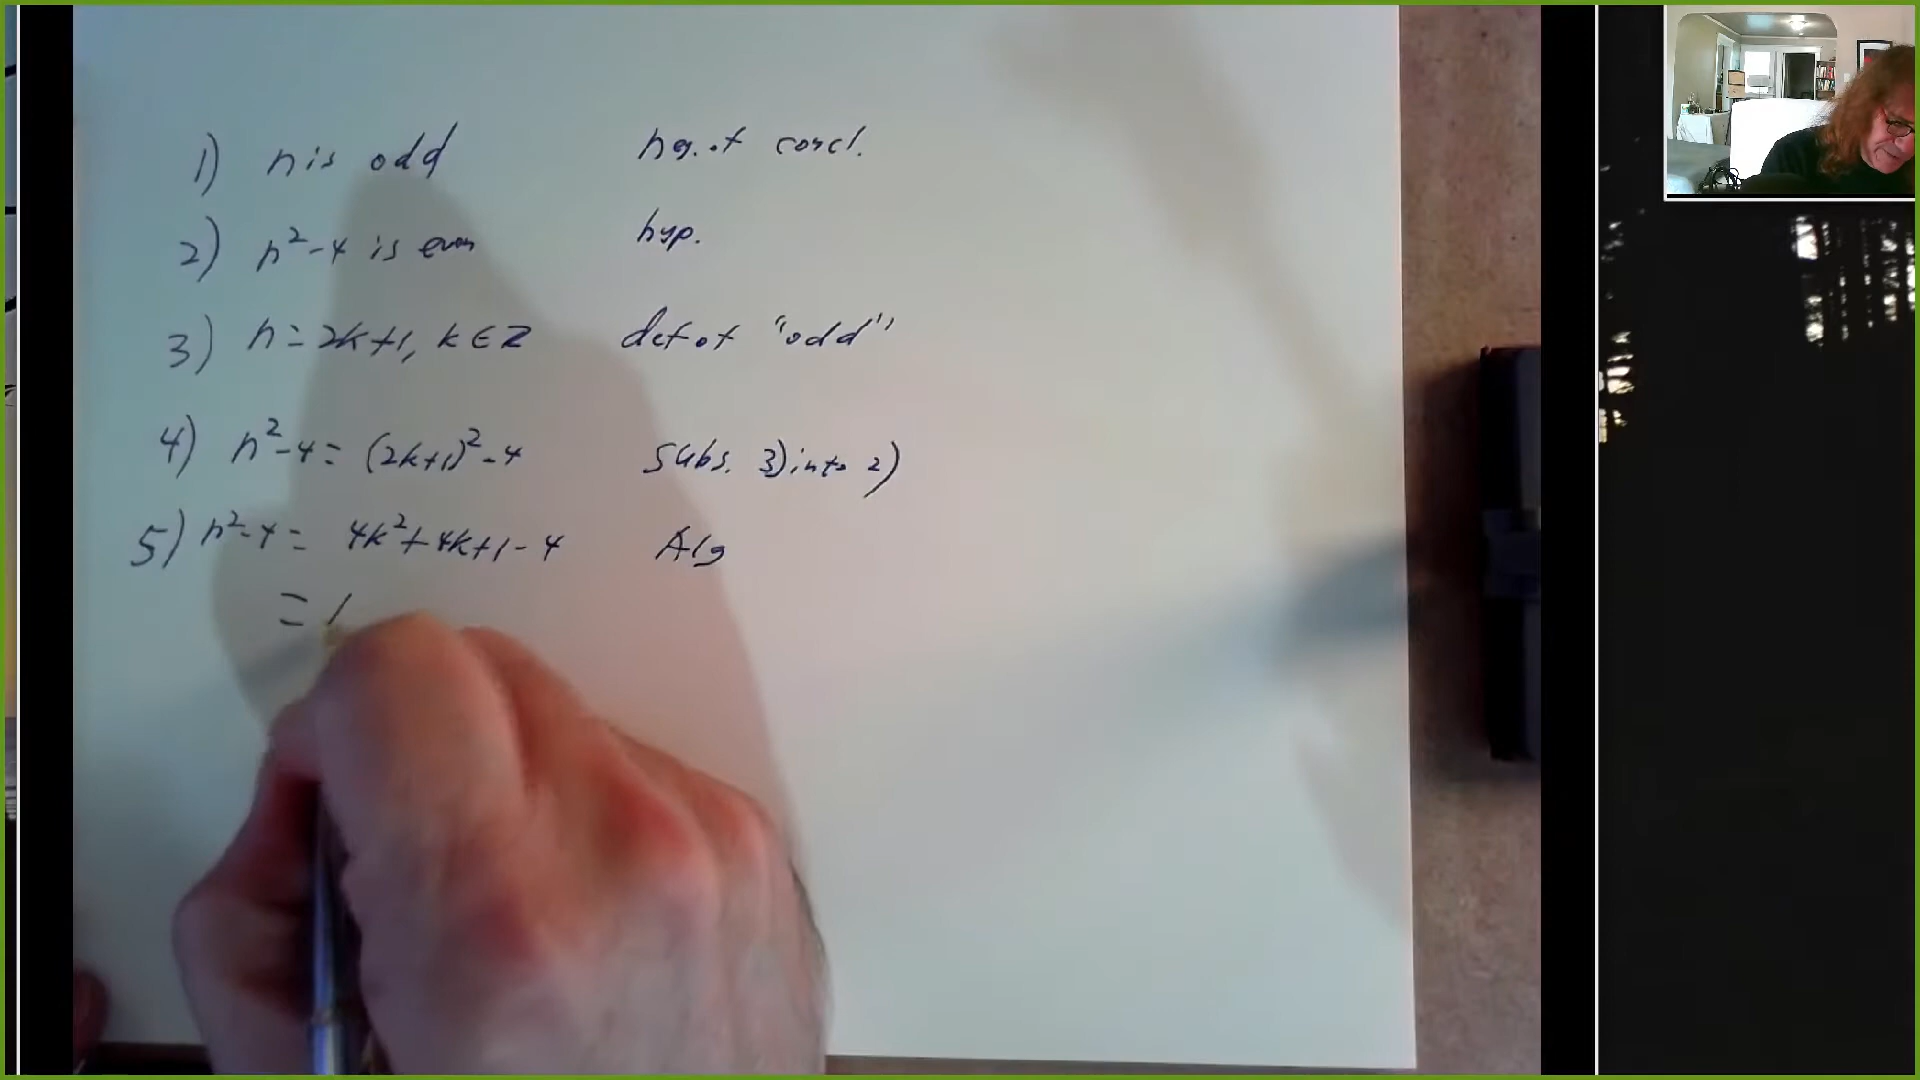 1) n is odd neg. of concl.
2) n² - 4 is even hyp.
3) n = 2k+1, k ∈ Z def of "odd"
4) n² - 4 = (2k+1)² - 4 subs. 3) into 2)
5) n² - 4 = 4k² + 4k + 1 - 4 Alg
=